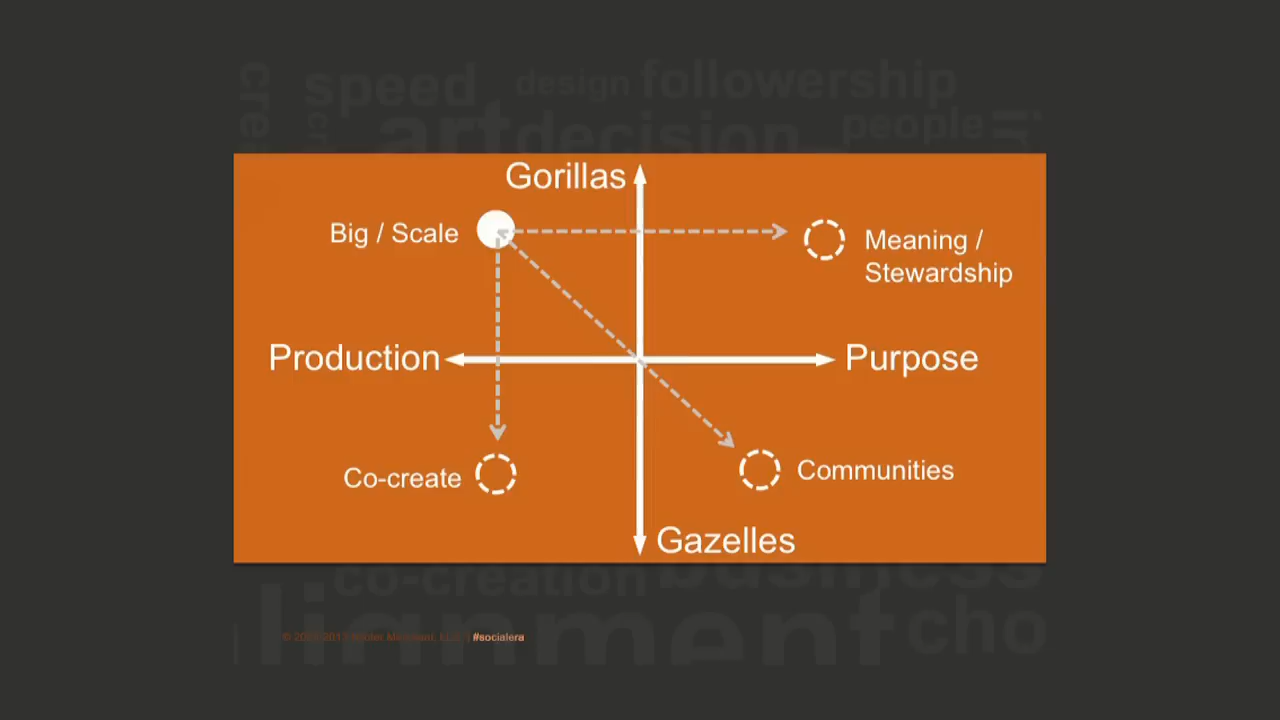 speed
design
followership
art
decision
people
Gorillas
Big / Scale
Meaning /
Stewardship
Production
Purpose
Co-create
Communities
Gazelles
co-creation
business
#socialera